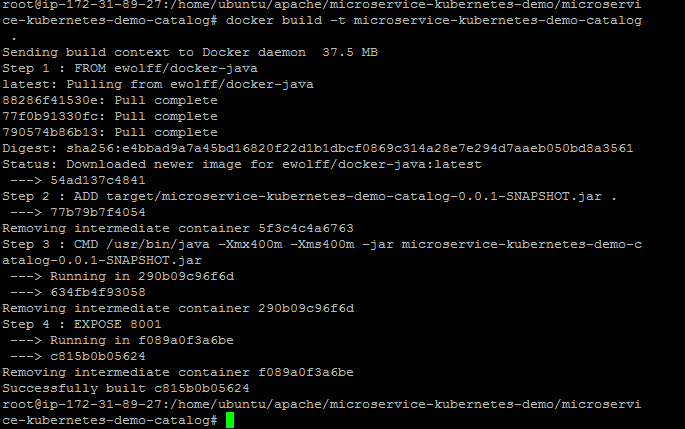 root@ip-172-31-89-27:/home/ubuntu/apache/microservice-kubernetes-demo/microservi
ce-kubernetes-demo-catalog# docker build -t microservice-kubernetes-demo-catalog
 .
Sending build context to Docker daemon  37.5 MB
Step 1 : FROM ewolff/docker-java
latest: Pulling from ewolff/docker-java
88286f41530e: Pull complete
77f0b91330fc: Pull complete
790574b86b13: Pull complete
Digest: sha256:e4bbad9a7a45bd16820f22d1b1dbcf0869c314a28e7e294d7aaeb050bd8a3561
Status: Downloaded newer image for ewolff/docker-java:latest
 ---> 54ad137c4841
Step 2 : ADD target/microservice-kubernetes-demo-catalog-0.0.1-SNAPSHOT.jar .
 ---> 77b79b7f4054
Removing intermediate container 5f3c4c4a6763
Step 3 : CMD /usr/bin/java -Xmx400m -Xms400m -jar microservice-kubernetes-demo-c
atalog-0.0.1-SNAPSHOT.jar
 ---> Running in 290b09c96f6d
 ---> 634fb4f93058
Removing intermediate container 290b09c96f6d
Step 4 : EXPOSE 8001
 ---> Running in f089a0f3a6be
 ---> c815b0b05624
Removing intermediate container f089a0f3a6be
Successfully built c815b0b05624
root@ip-172-31-89-27:/home/ubuntu/apache/microservice-kubernetes-demo/microservi
ce-kubernetes-demo-catalog#